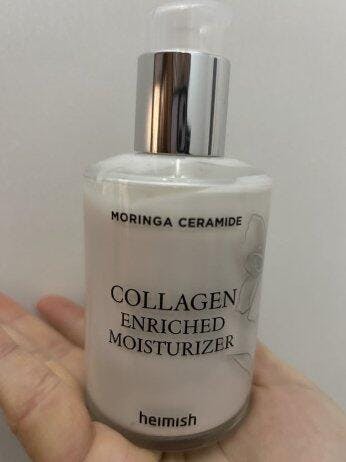 MORINGA CERAMIDE
COLLAGEN
ENRICHED
MOISTURIZER
heimish